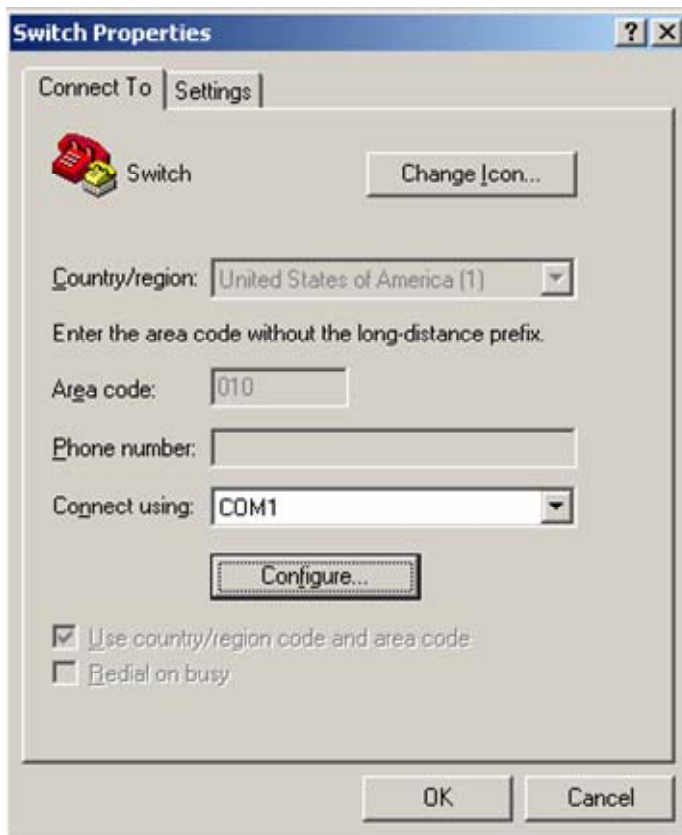 Switch Properties
Connect To Settings
Switch Change Icon...
Country/region: United States of America (1)
Enter the area code without the long-distance prefix.
Area code: 010
Phone number:
Connect using: COM1
Configure...
Use country/region code and area code
Redial on busy
OK Cancel